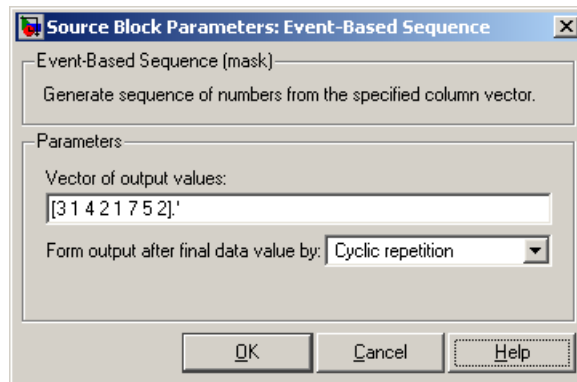 Source Block Parameters: Event-Based Sequence
Event-Based Sequence (mask)
Generate sequence of numbers from the specified column vector.
Parameters
Vector of output values:
[3 1 4 2 1 7 5 2].'
Form output after final data value by: Cyclic repetition
OK Cancel Help